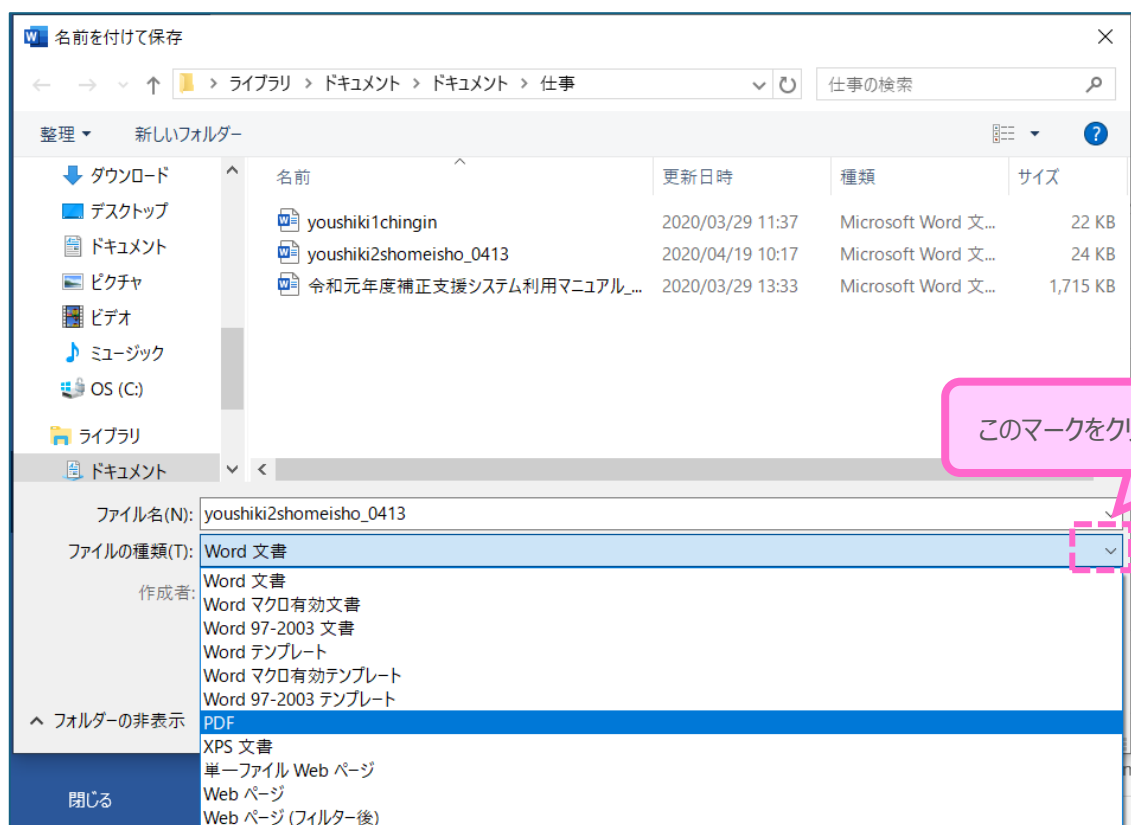 名前を付けて保存
ライブラリ > ドキュメント > ドキュメント > 仕事
仕事の検索
整理 新しいフォルダー
名前 更新日時 種類 サイズ
ダウンロード
デスクトップ
ドキュメント
ピクチャ
ビデオ
ミュージック
OS (C:)
ライブラリ
ドキュメント
youshiki1chingin 2020/03/29 11:37 Microsoft Word 文... 22 KB
youshiki2shomeisho_0413 2020/04/19 10:17 Microsoft Word 文... 24 KB
令和元年度補正支援システム利用マニュアル_... 2020/03/29 13:33 Microsoft Word 文... 1,715 KB
このマークをク
ファイル名(N): youshiki2shomeisho_0413
ファイルの種類(T): Word 文書
作成者:
Word 文書
Word マクロ有効文書
Word 97-2003 文書
Word テンプレート
Word マクロ有効テンプレート
Word 97-2003 テンプレート
PDF
XPS 文書
単一ファイル Web ページ
Web ページ
Web ページ (フィルター後)
フォルダーの非表示
閉じる